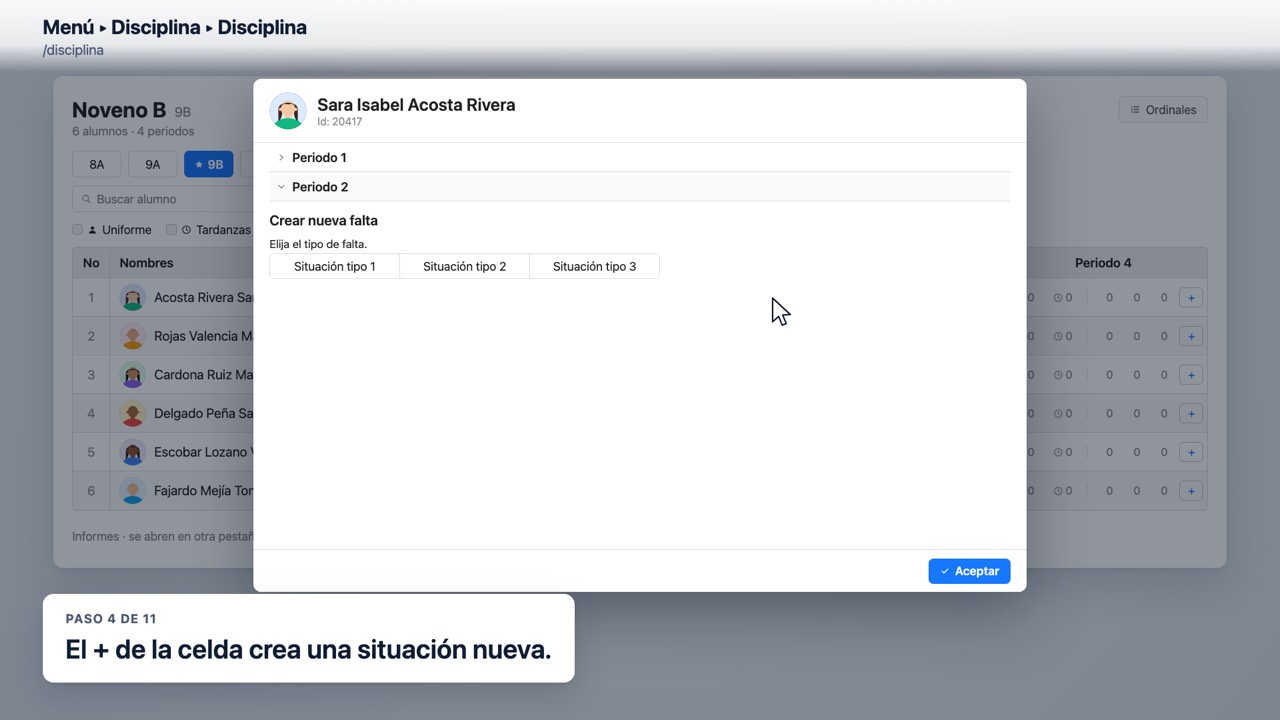 Menú ▸ Disciplina ▸ Disciplina
/disciplina
Noveno B 9B
6 alumnos · 4 periodos
Ordinales
8A 9A ★ 9B
Buscar alumno
Uniforme Tardanzas
No Nombres Periodo 4
1 Acosta Rivera Sa 0 0 0 0 0 +
2 Rojas Valencia M 0 0 0 0 0 +
3 Cardona Ruiz Ma 0 0 0 0 0 +
4 Delgado Peña Sa 0 0 0 0 0 +
5 Escobar Lozano V 0 0 0 0 0 +
6 Fajardo Mejía Tor 0 0 0 0 0 +
Informes · se abren en otra pestañ
Sara Isabel Acosta Rivera
Id: 20417
Periodo 1
Periodo 2
Crear nueva falta
Elija el tipo de falta.
Situación tipo 1 Situación tipo 2 Situación tipo 3
Aceptar
PASO 4 DE 11
El + de la celda crea una situación nueva.